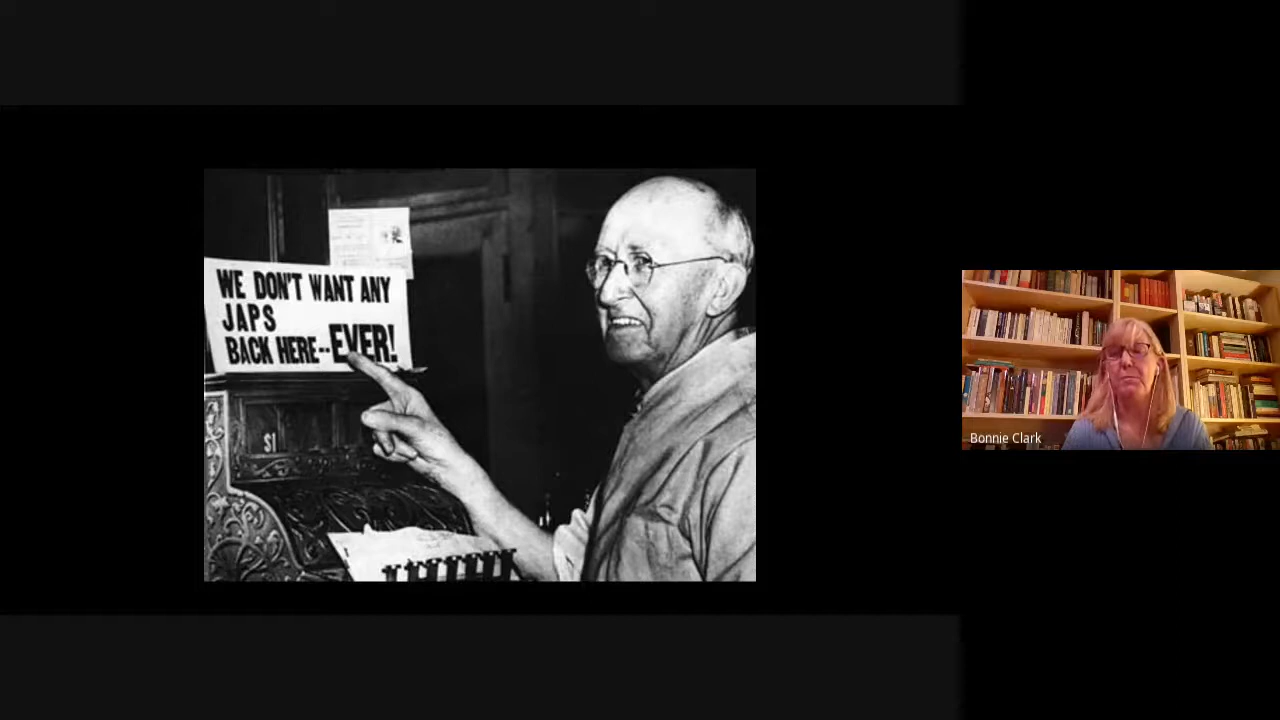 WE DON'T WANT ANY
JAPS
BACK HERE--EVER!
$1
Bonnie Clark